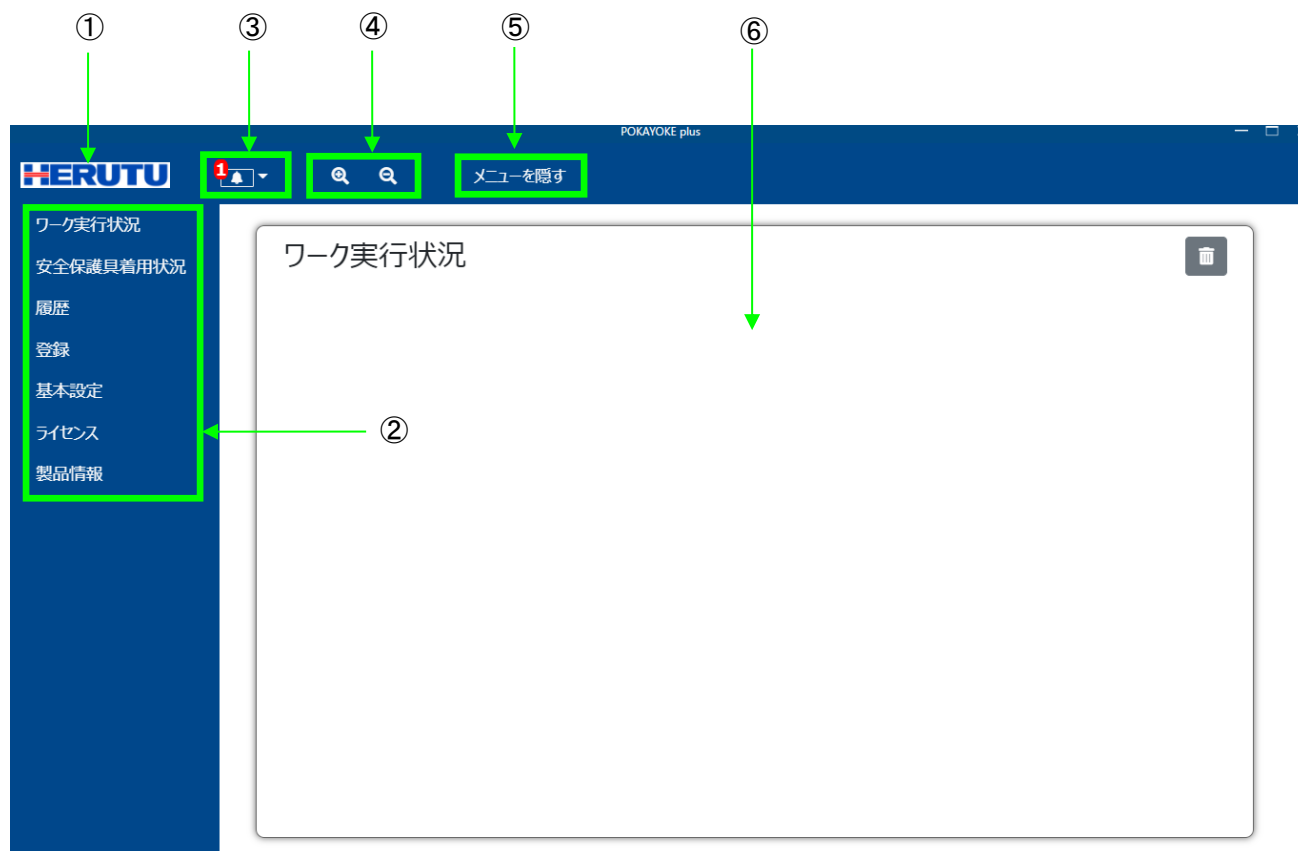 ① ③ ④ ⑤ ⑥
POKAYOKE plus
HERUTU 1 メニューを隠す
ワーク実行状況
安全保護具着用状況
履歴
登録
基本設定
ライセンス
製品情報
ワーク実行状況
②